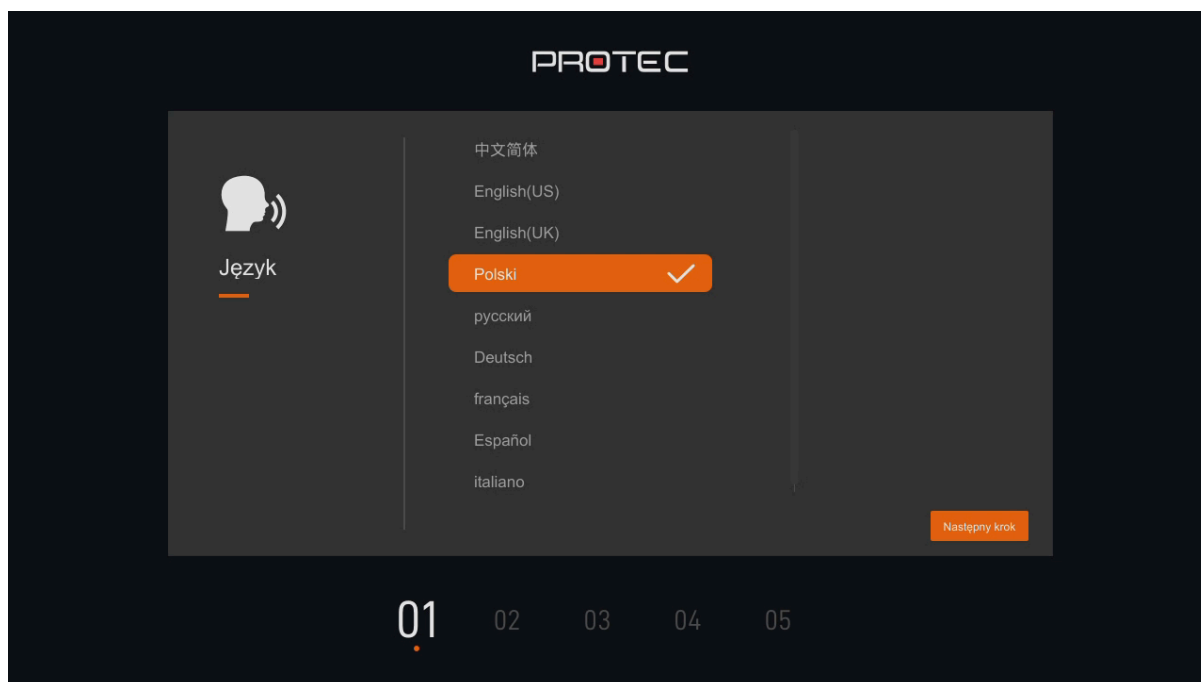 PROTEC
Język
中文简体
English(US)
English(UK)
Polski
русский
Deutsch
français
Español
italiano
Następny krok
01 02 03 04 05